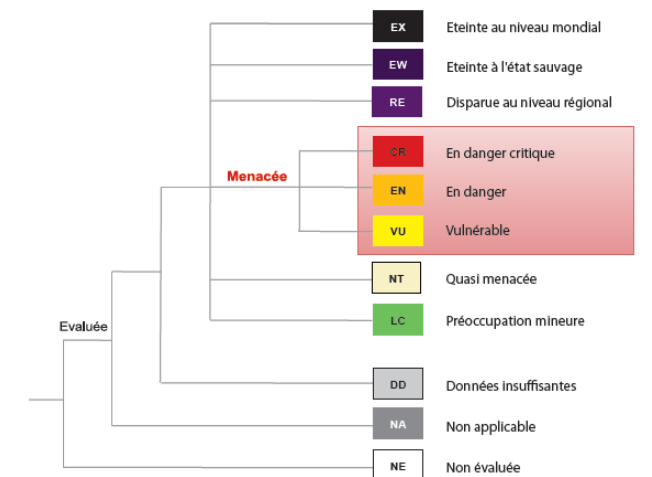 EX Eteinte au niveau mondial
EW Eteinte à l'état sauvage
RE Disparue au niveau régional
CR En danger critique
Menacée
EN En danger
VU Vulnérable
NT Quasi menacée
LC Préoccupation mineure
Evaluée
DD Données insuffisantes
NA Non applicable
NE Non évaluée